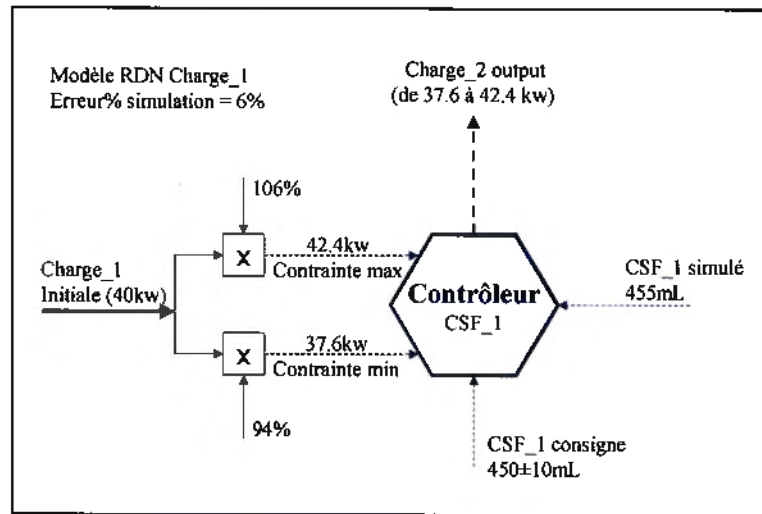 Modèle RDN Charge_1
Erreur% simulation = 6%
Charge_2 output
(de 37.6 à 42.4 kw)
106%
X
42.4kw
Contrainte max
Charge_1
Initiale (40kw)
Contrôleur
CSF_1
CSF_1 simulé
455mL
X
37.6kw
Contrainte min
94%
CSF_1 consigne
450±10mL